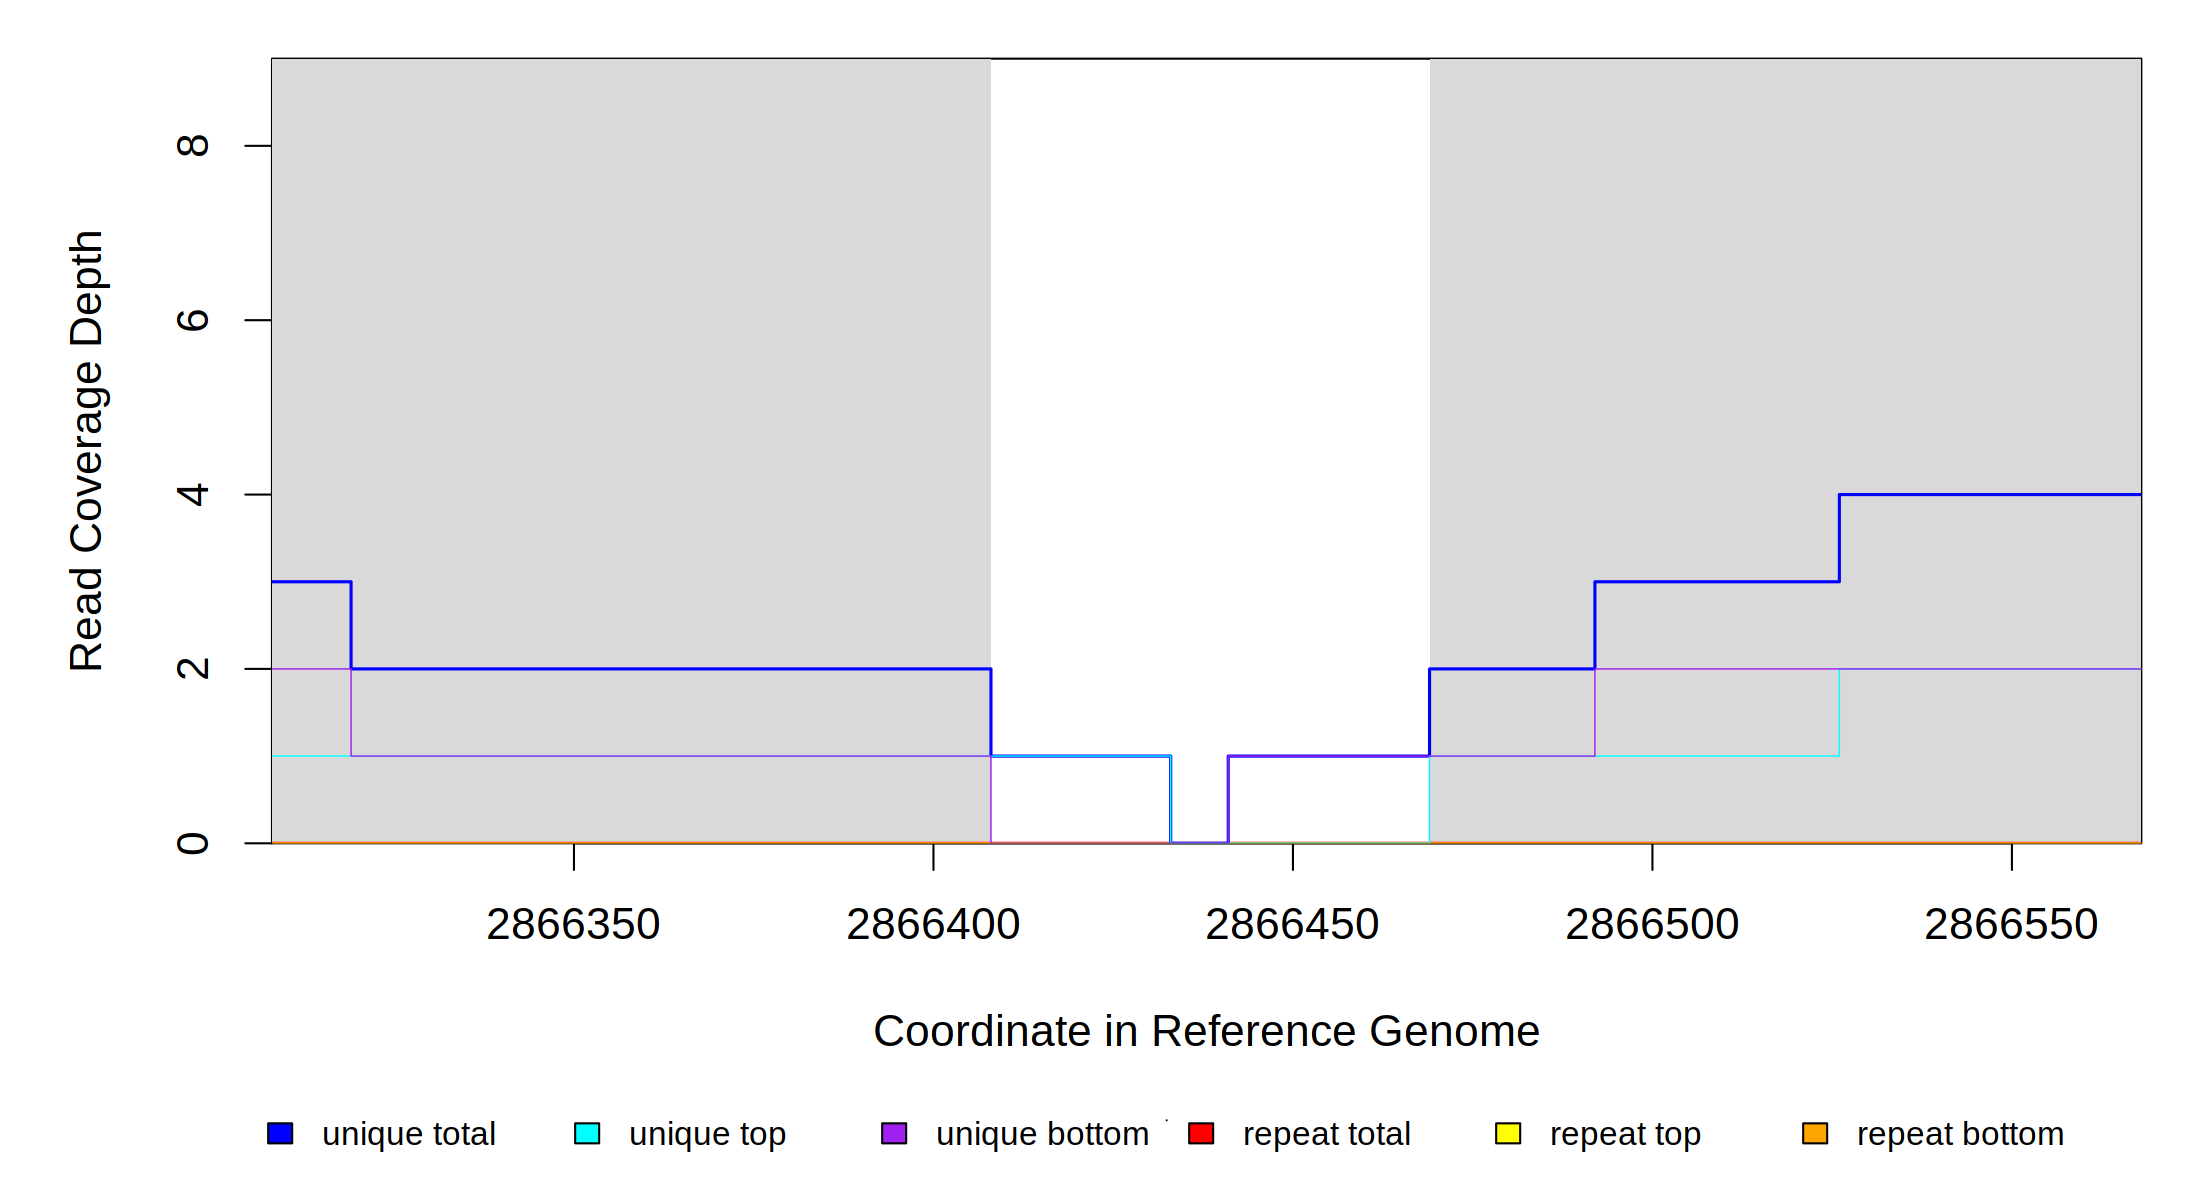 8
6
4
2
0
Read Coverage Depth
2866350 2866400 2866450 2866500 2866550
Coordinate in Reference Genome
unique total unique top unique bottom repeat total repeat top repeat bottom